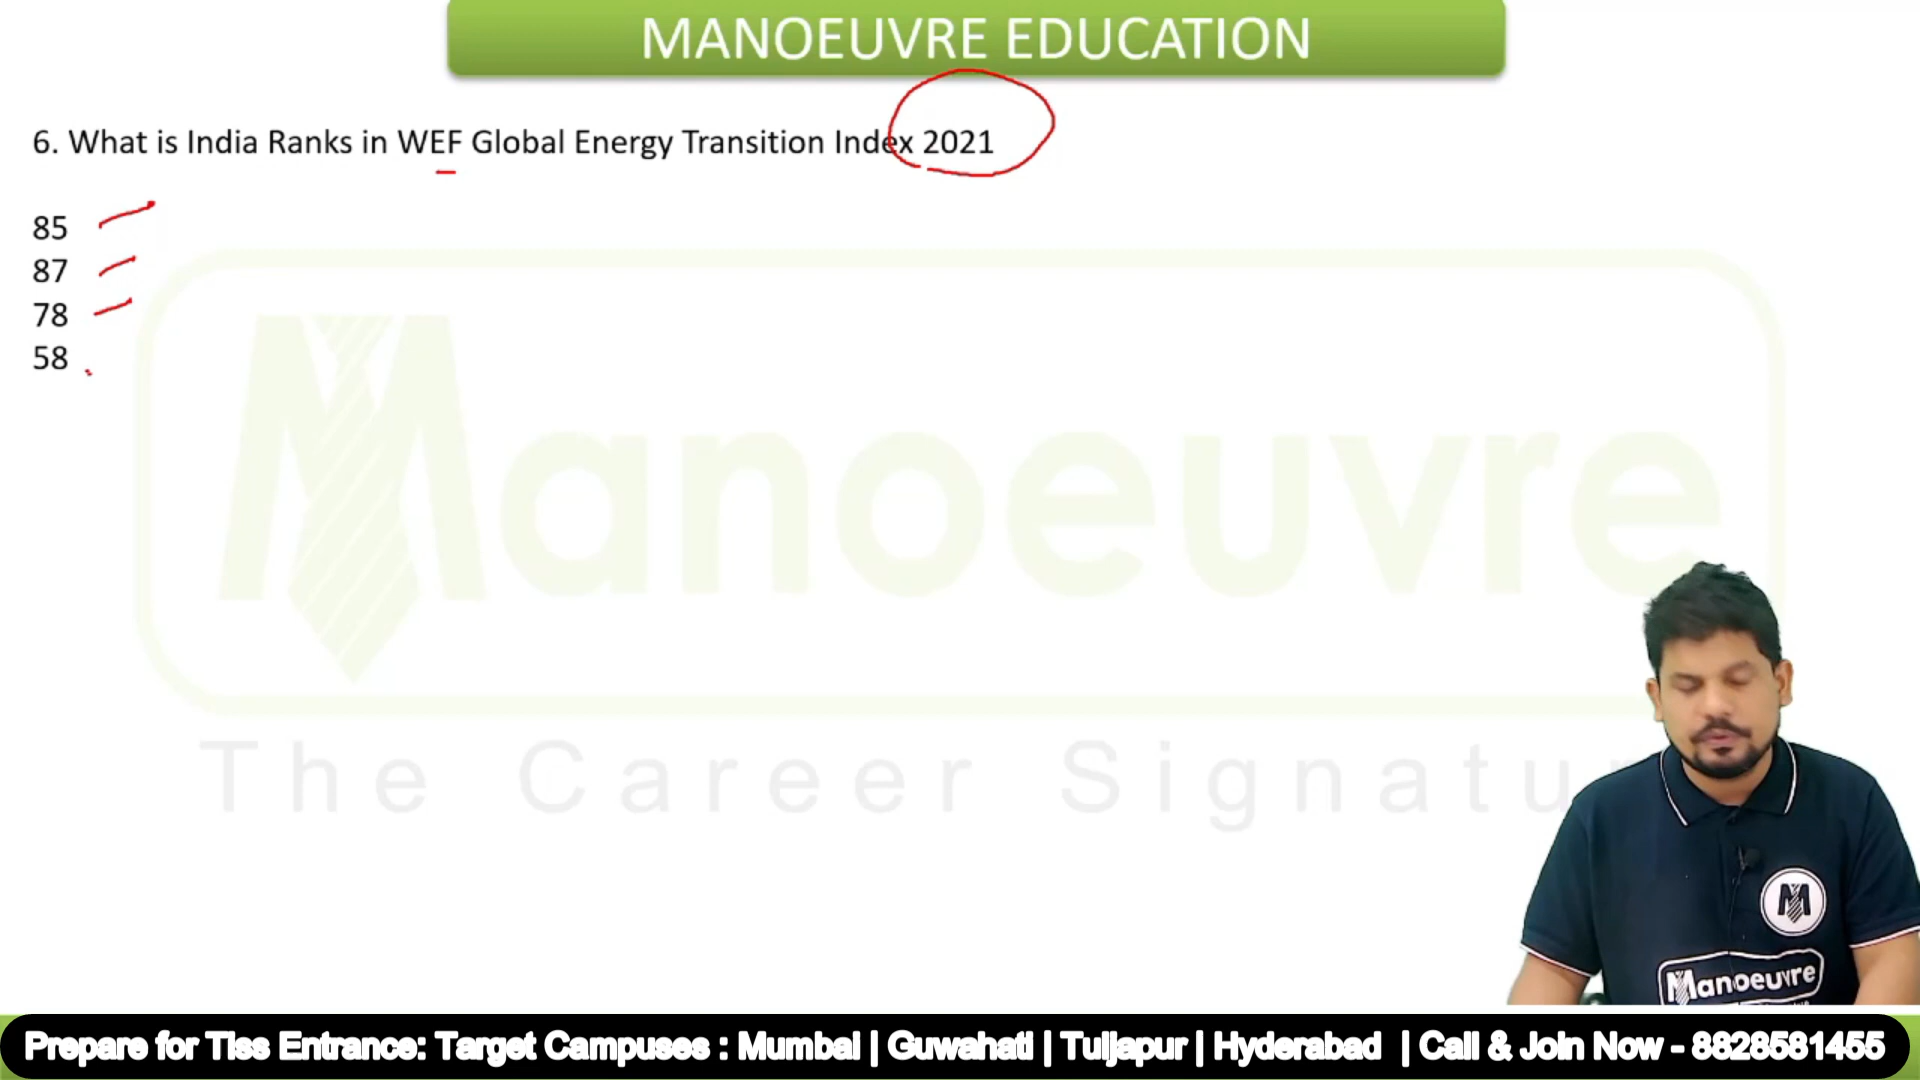 MANOEUVRE EDUCATION
6. What is India Ranks in WEF Global Energy Transition Index 2021
85
87
78
58
Manoeuvre
The Career Signatu
M
Manoeuvre
Prepare for Tiss Entrance: Target Campuses : Mumbai | Guwahati | Tuljapur | Hyderabad | Call & Join Now - 8828581455